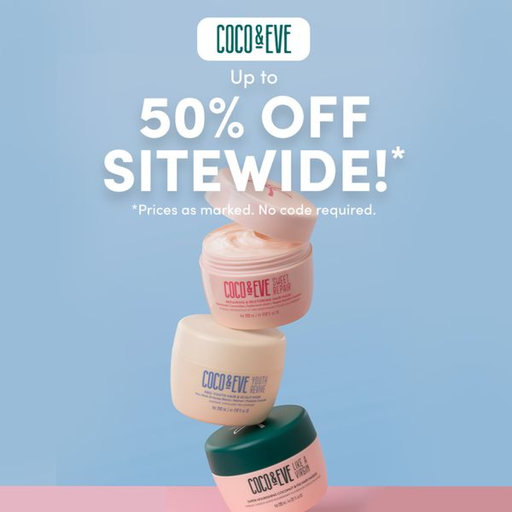 COCO&EVE
Up to
50% OFF
SITEWIDE!*
*Prices as marked. No code required.
COCO&EVE SWEET
REPAIR
COCO&EVE YOUTH
REVIVE
COCO&EVE LIKE A
VIRGIN